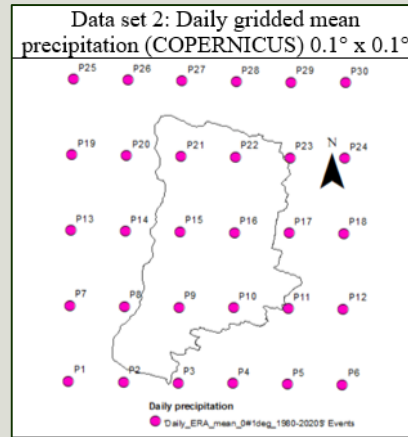 Data set 2: Daily gridded mean
precipitation (COPERNICUS) 0.1° x 0.1°
P25 P26 P27 P28 P29 P30
N
P19 P20 P21 P22 P23 P24
P13 P14 P15 P16 P17 P18
P7 P8 P9 P10 P11 P12
P1 P2 P3 P4 P5 P6
Daily precipitation
'Daily_ERA_mean_0#1deg_1980-2020$' Events